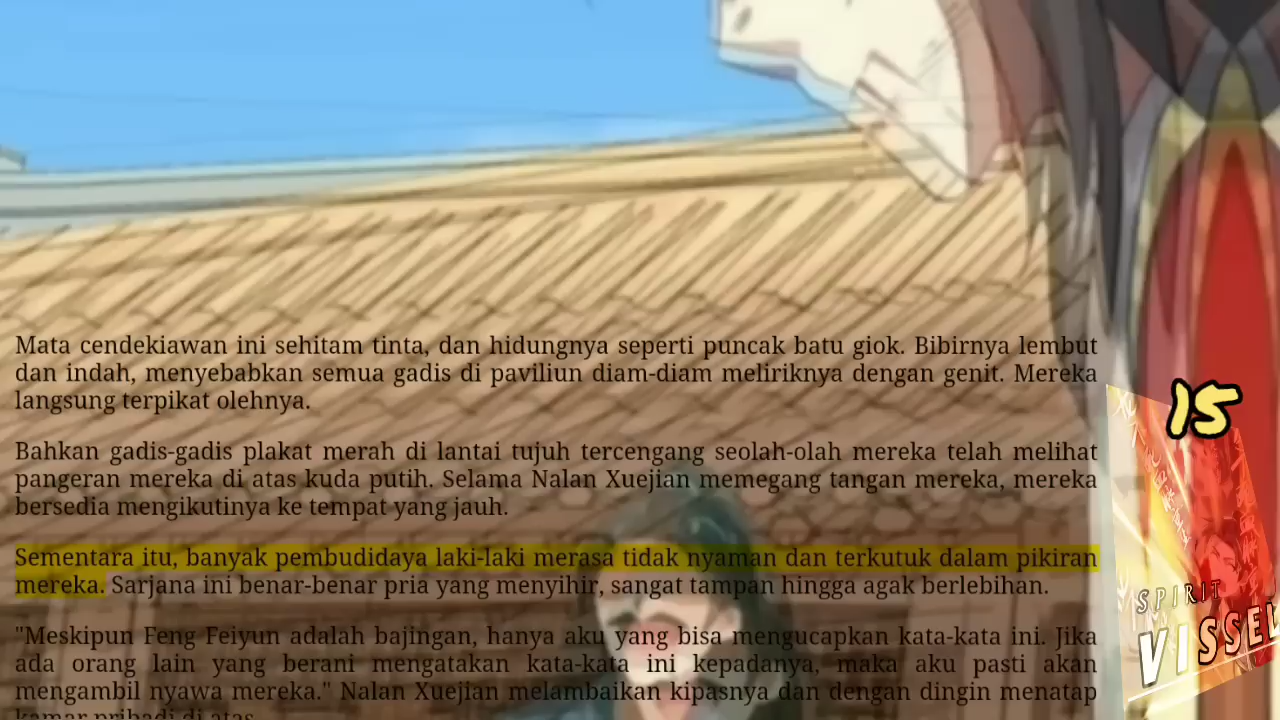 Mata cendekiawan ini sehitam tinta, dan hidungnya seperti puncak batu giok. Bibirnya lembut
dan indah, menyebabkan semua gadis di paviliun diam-diam meliriknya dengan genit. Mereka
langsung terpikat olehnya.
Bahkan gadis-gadis plakat merah di lantai tujuh tercengang seolah-olah mereka telah melihat
pangeran mereka di atas kuda putih. Selama Nalan Xuejian memegang tangan mereka, mereka
bersedia mengikutinya ke tempat yang jauh.
Sementara itu, banyak pembudidaya laki-laki merasa tidak nyaman dan terkutuk dalam pikiran
mereka. Sarjana ini benar-benar pria yang menyihir, sangat tampan hingga agak berlebihan.
"Meskipun Feng Feiyun adalah bajingan, hanya aku yang bisa mengucapkan kata-kata ini. Jika
ada orang lain yang berani mengatakan kata-kata ini kepadanya, maka aku pasti akan
mengambil nyawa mereka." Nalan Xuejian melambaikan kipasnya dan dengan dingin menatap
kamar pribadi di atas.
15
SPIRIT
VISSEL